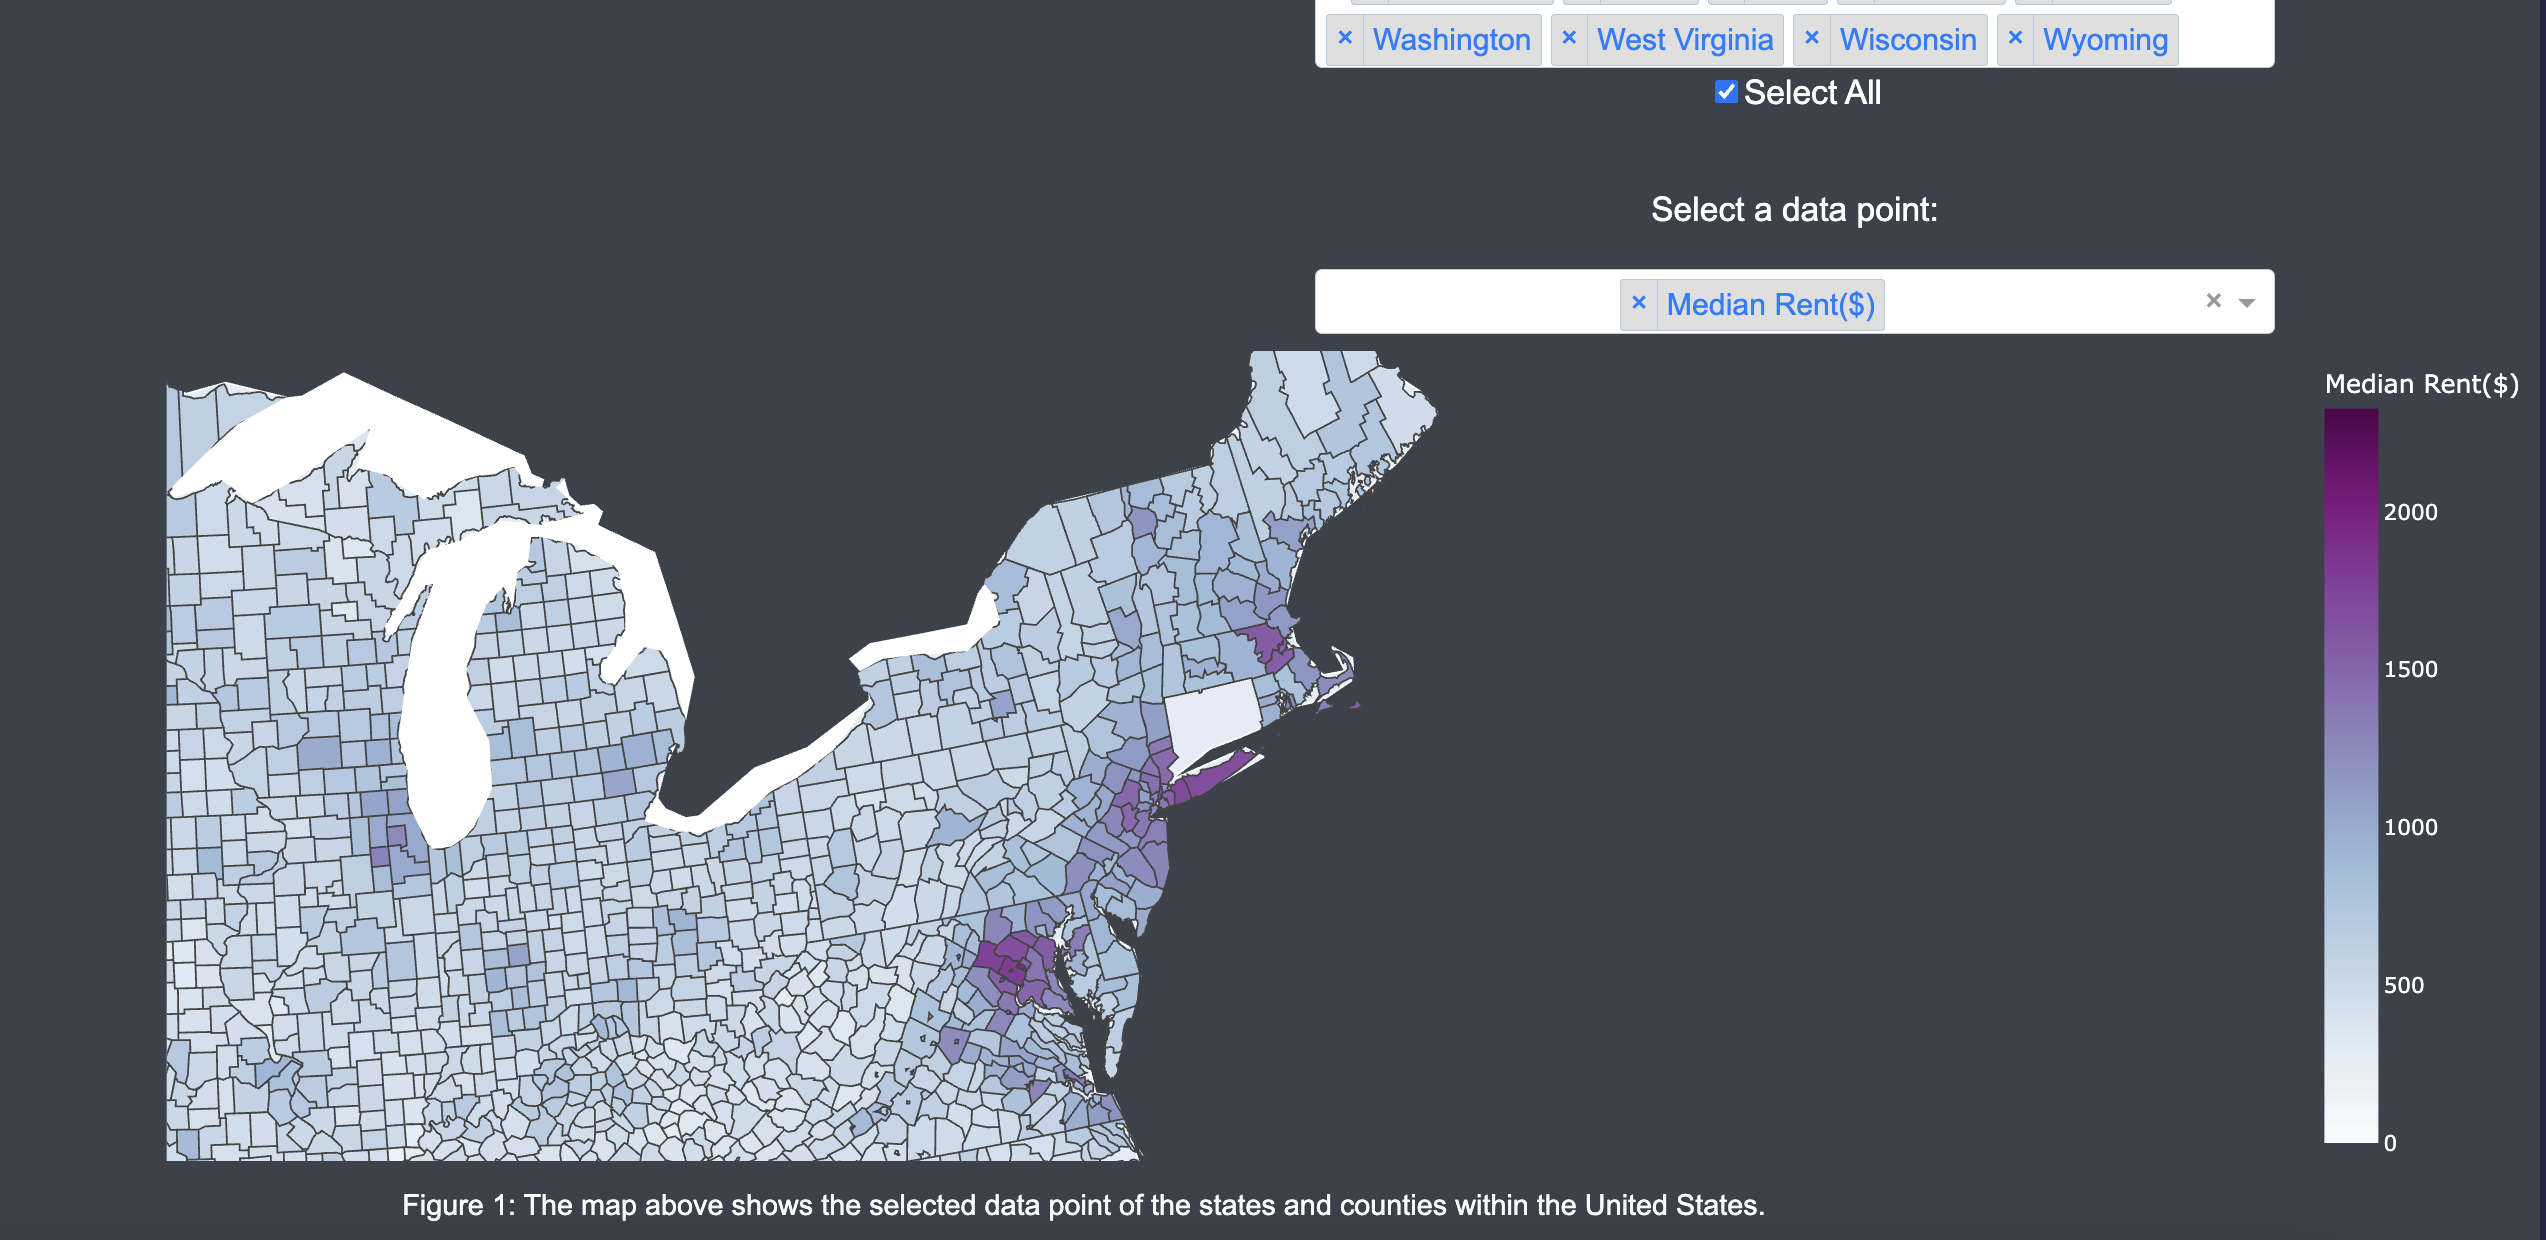 × Washington × West Virginia × Wisconsin × Wyoming
Select All
Select a data point:
× Median Rent($) ×
Median Rent($)
2000
1500
1000
500
0
Figure 1: The map above shows the selected data point of the states and counties within the United States.